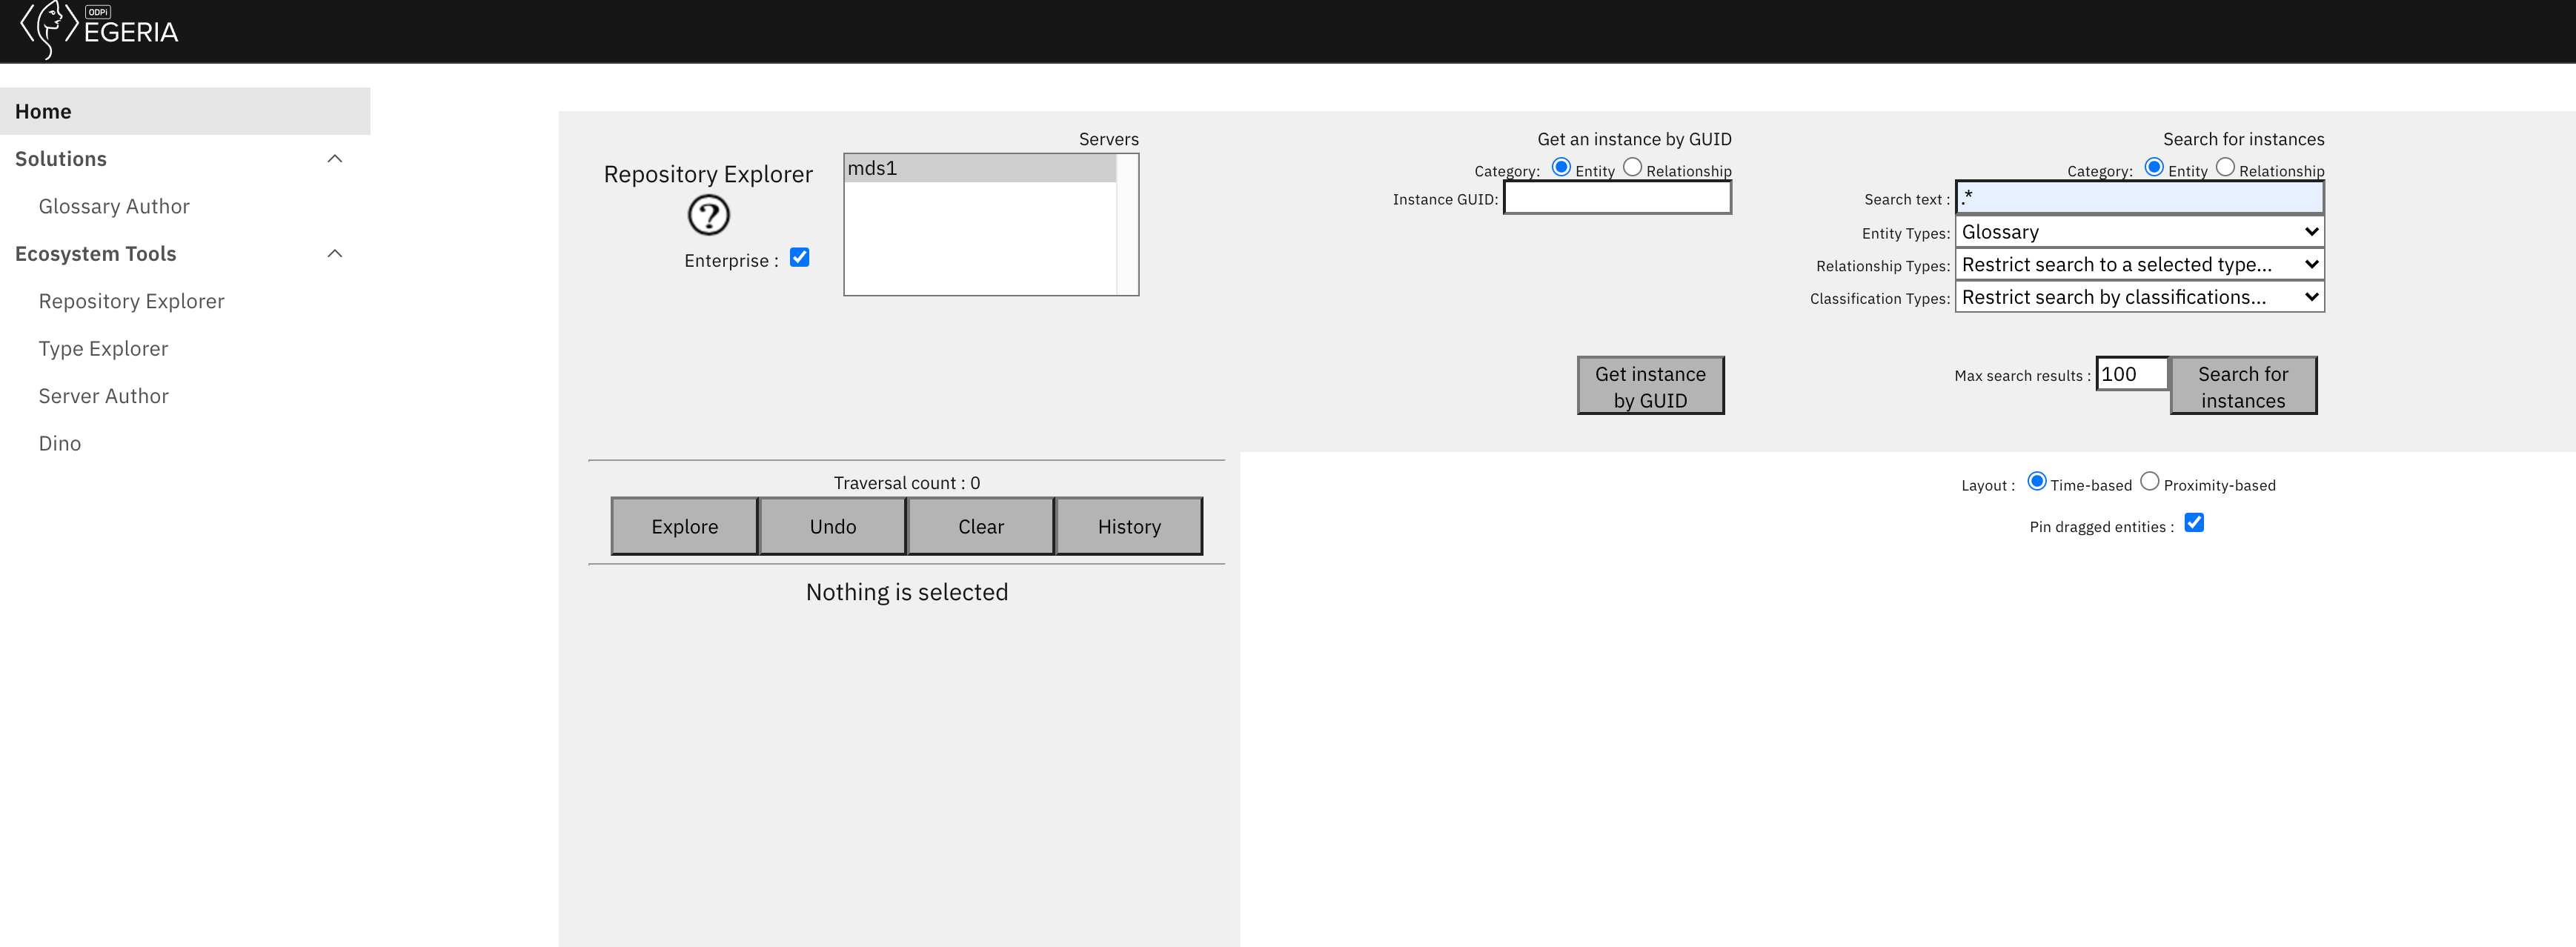 ODPi
EGERIA
Home
Solutions
Glossary Author
Ecosystem Tools
Repository Explorer
Type Explorer
Server Author
Dino
Repository Explorer
?
Enterprise :
Servers
mds1
Get an instance by GUID
Category: Entity Relationship
Instance GUID:
Get instance
by GUID
Search for instances
Category: Entity Relationship
Search text : .*
Entity Types: Glossary
Relationship Types: Restrict search to a selected type...
Classification Types: Restrict search by classifications...
Max search results : 100
Search for
instances
Traversal count : 0
Explore Undo Clear History
Nothing is selected
Layout : Time-based Proximity-based
Pin dragged entities :